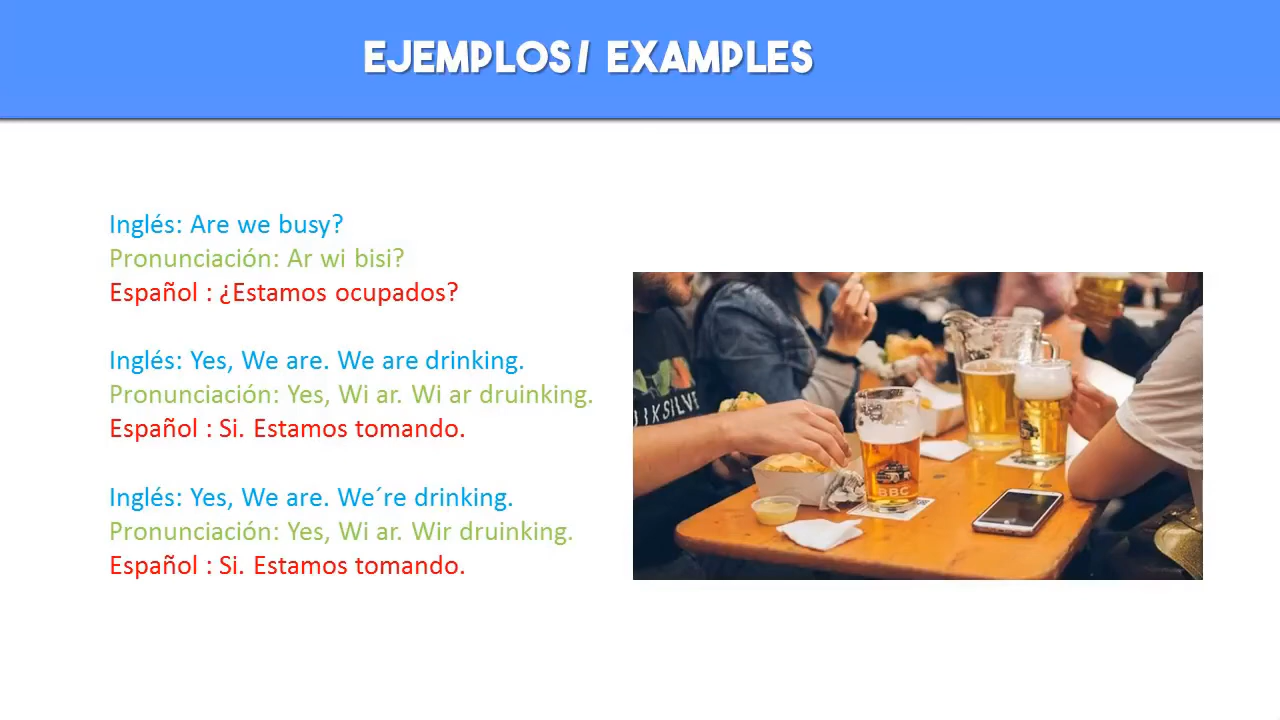 EJEMPLOS/ EXAMPLES
Inglés: Are we busy?
Pronunciación: Ar wi bisi?
Español : ¿Estamos ocupados?
Inglés: Yes, We are. We are drinking.
Pronunciación: Yes, Wi ar. Wi ar druinking.
Español : Si. Estamos tomando.
Inglés: Yes, We are. We´re drinking.
Pronunciación: Yes, Wi ar. Wir druinking.
Español : Si. Estamos tomando.
BBC